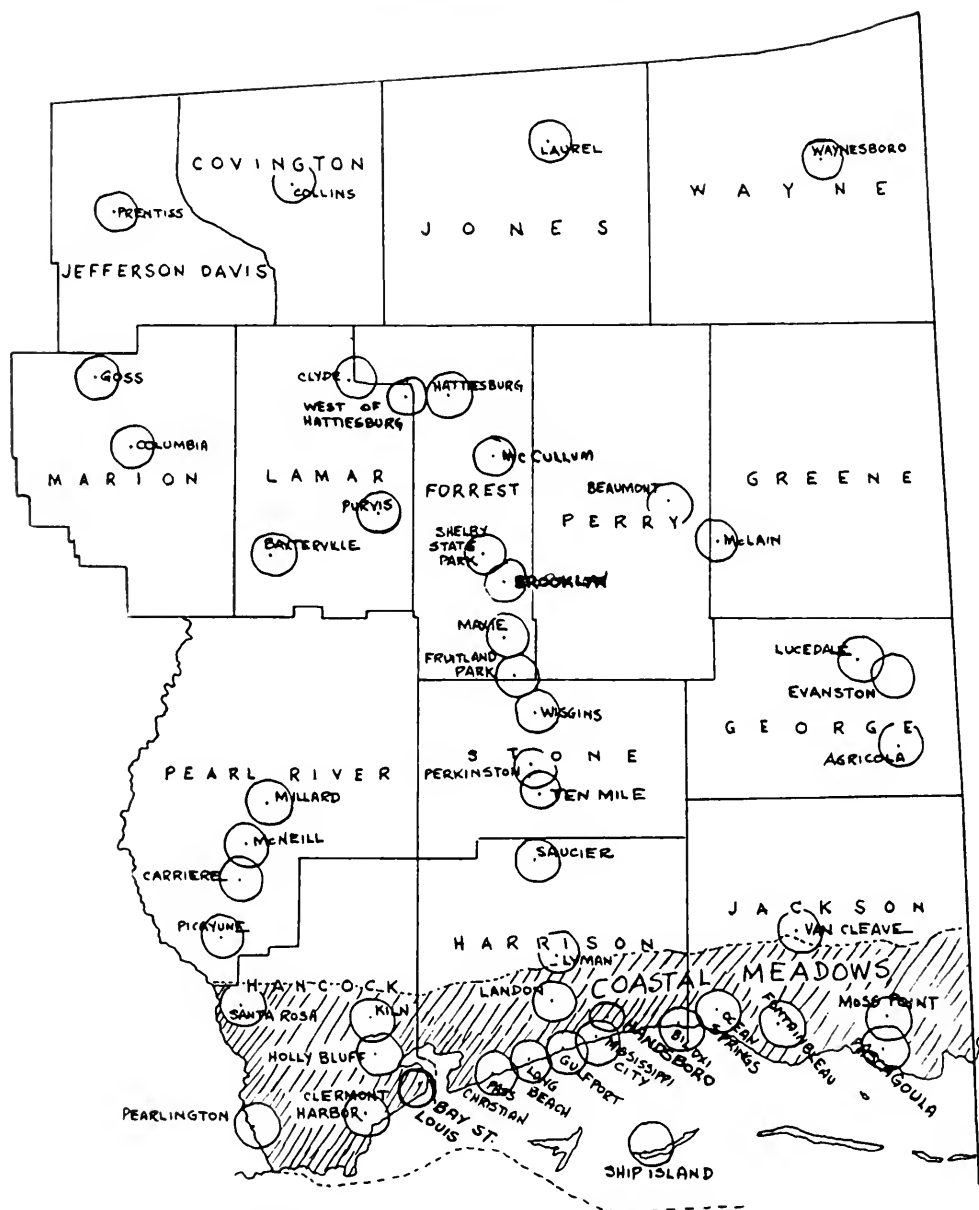 LAUREL
WAYNESBORO
COVINGTON
COLLINS
WAYNE
PRENTISS
JONES
JEFFERSON DAVIS
GOSS
CLYDE
HATTIESBURG
WEST OF
HATTIESBURG
COLUMBIA
McCULLUM
MARION
LAMAR
FORREST
BEAUMONT
GREENE
PURVIS
PERRY
SHELBY
STATE
PARK
McLAIN
BAXTERVILLE
BROOKLYN
MAXIE
FRUITLAND
PARK
LUCEDALE
EVANSTON
WIGGINS
GEORGE
STONE
AGRICOLA
PEARL RIVER
PERKINSTON
MILLARD
TEN MILE
McNEILL
SAUCIER
CARRIERE
JACKSON
PICAYUNE
VAN CLEAVE
HARRISON
LYMAN
COASTAL MEADOWS
HANCOCK
LANDON
SANTA ROSA
KILN
MOSS POINT
OCEAN
SPRINGS
FONTAINBLEAU
HANDSBORO
BILOXI
PASCAGOULA
HOLLY BLUFF
MISSISSIPPI
CITY
GULFPORT
LONG
BEACH
PASS
CHRISTIAN
CLERMONT
HARBOR
BAY ST.
LOUIS
PEARLINGTON
SHIP ISLAND